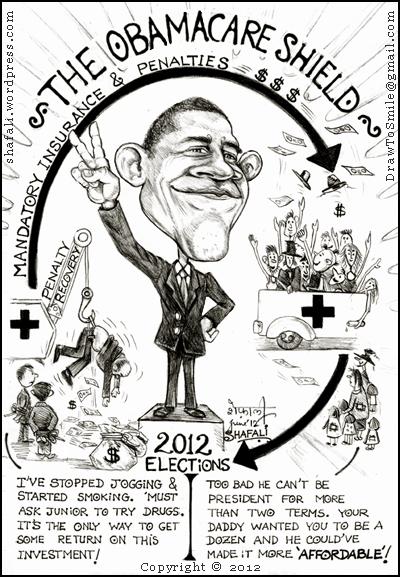 THE OBAMACARE SHIELD
MANDATORY INSURANCE & PENALTIES
$ $ $
shafali.wordpress.com
DrawToSmile@gmail.com
$
PENALTY
RECOVERY
$
June '12
SHAFALI
2012
ELECTIONS
I'VE STOPPED JOGGING &
STARTED SMOKING. 'MUST
ASK JUNIOR TO TRY DRUGS.
IT'S THE ONLY WAY TO GET
SOME RETURN ON THIS
INVESTMENT!
TOO BAD HE CAN'T BE
PRESIDENT FOR MORE
THAN TWO TERMS. YOUR
DADDY WANTED YOU TO BE A
DOZEN AND HE COULD'VE
MADE IT MORE 'AFFORDABLE'!
Copyright © 2012